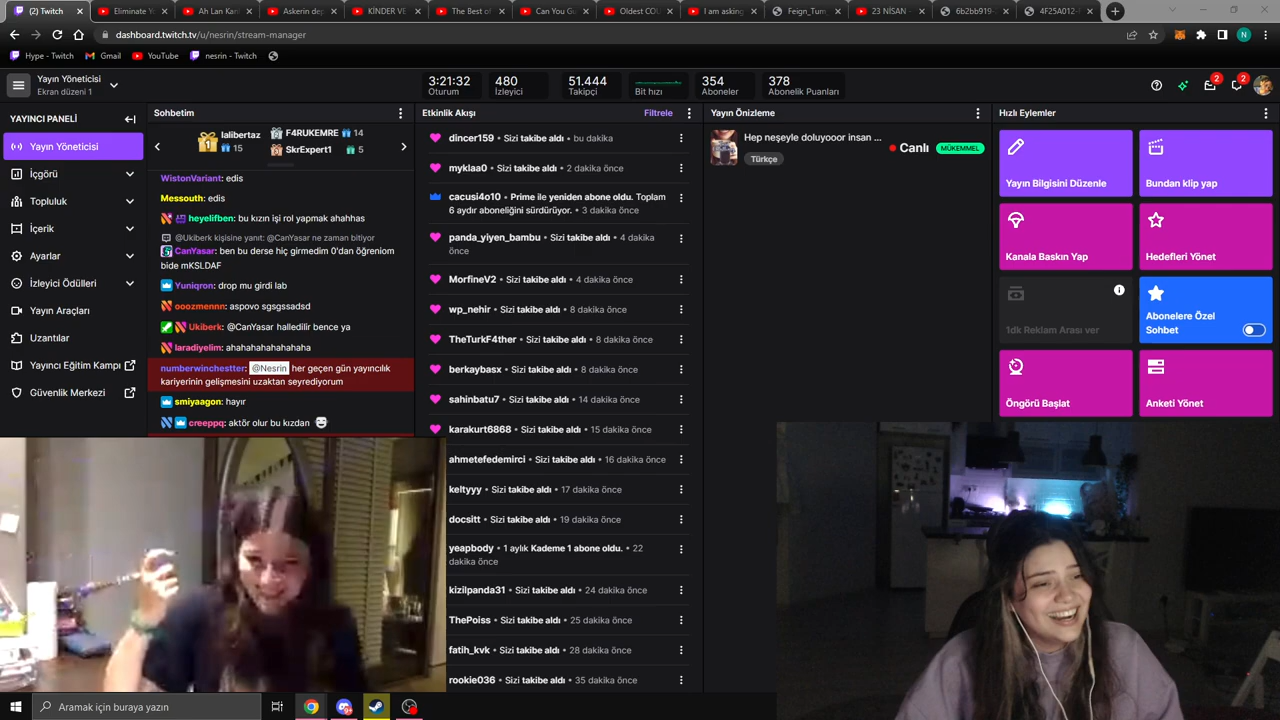 (2) Twitch
Eliminate Y
Ah Lan Kan
Askerin dep
KİNDER VE
The Best of
Can You Gu
Oldest COU
I am asking
Feign_Tum
23 NİSAN -
6b2bb919-
4F25A012-
dashboard.twitch.tv/u/nesrin/stream-manager
N
Hype - Twitch
Gmail
YouTube
nesrin - Twitch
Yayın Yöneticisi
Ekran düzeni 1
3:21:32
Oturum
480
İzleyici
51.444
Takipçi
Bit hızı
354
Aboneler
378
Abonelik Puanları
2
2
YAYINCI PANELİ
Yayın Yöneticisi
İçgörü
Topluluk
İçerik
Ayarlar
İzleyici Ödülleri
Yayın Araçları
Uzantılar
Yayıncı Eğitim Kampı
Güvenlik Merkezi
Sohbetim
1
lalibertaz
15
F4RUKEMRE 14
SkrExpert1 5
WistonVariant: edis
Messouth: edis
heyelifben: bu kızın işi rol yapmak ahahhas
@Ukiberk kişisine yanıt: @CanYasar ne zaman bitiyor
CanYasar: ben bu derse hiç girmedim 0'dan öğreniom
bide mKSLDAF
Yuniqron: drop mu girdi lab
ooozmennn: aspovo sgsgssadsd
Ukiberk: @CanYasar halledilir bence ya
laradiyelim: ahahahahahahaha
numberwinchestter: @Nesrin her geçen gün yayıncılık
kariyerinin gelişmesini uzaktan seyrediyorum
smiyaagon: hayır
creeppq: aktör olur bu kızdan
Etkinlik Akışı
Filtrele
dincer159 • Sizi takibe aldı • bu dakika
myklaa0 • Sizi takibe aldı • 2 dakika önce
cacusi4o10 • Prime ile yeniden abone oldu. Toplam
6 aydır aboneliğini sürdürüyor. • 3 dakika önce
panda_yiyen_bambu • Sizi takibe aldı • 4 dakika
önce
MorfineV2 • Sizi takibe aldı • 4 dakika önce
wp_nehir • Sizi takibe aldı • 8 dakika önce
TheTurkF4ther • Sizi takibe aldı • 8 dakika önce
berkaybasx • Sizi takibe aldı • 8 dakika önce
sahinbatu7 • Sizi takibe aldı • 14 dakika önce
karakurt6868 • Sizi takibe aldı • 15 dakika önce
ahmetefedemirci • Sizi takibe aldı • 16 dakika önce
keltyyy • Sizi takibe aldı • 17 dakika önce
docsitt • Sizi takibe aldı • 19 dakika önce
yeapbody • 1 aylık Kademe 1 abone oldu. • 22
dakika önce
kizilpanda31 • Sizi takibe aldı • 24 dakika önce
ThePoiss • Sizi takibe aldı • 25 dakika önce
fatih_kvk • Sizi takibe aldı • 28 dakika önce
rookie036 • Sizi takibe aldı • 35 dakika önce
Yayın Önizleme
Hep neşeyle doluyooor insan ...
Türkçe
Canlı
MÜKEMMEL
Hızlı Eylemler
Yayın Bilgisini Düzenle
Bundan klip yap
Kanala Baskın Yap
Hedefleri Yönet
1dk Reklam Arası ver
Abonelere Özel
Sohbet
Öngörü Başlat
Anketi Yönet
Aramak için buraya yazın